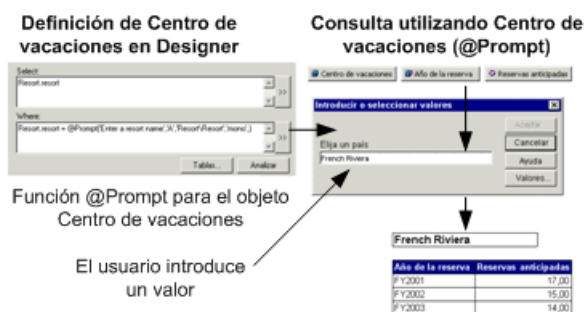 Definición de Centro de
vacaciones en Designer
Select:
Resort.resort
>>
Where:
Resort.resort = @Prompt('Enter a resort name','A','Resort\Resort','mono',)
>>
Tablas...
Analizar
Función @Prompt para el objeto
Centro de vacaciones
El usuario introduce
un valor
Consulta utilizando Centro de
vacaciones (@Prompt)
Centro de vacaciones
Año de la reserva
Reservas anticipadas
Introducir o seleccionar valores
Aceptar
Elija un país
Cancelar
French Riviera
Ayuda
Valores...
French Riviera
Año de la reserva Reservas anticipadas
FY2001 17,00
FY2002 15,00
FY2003 14,00